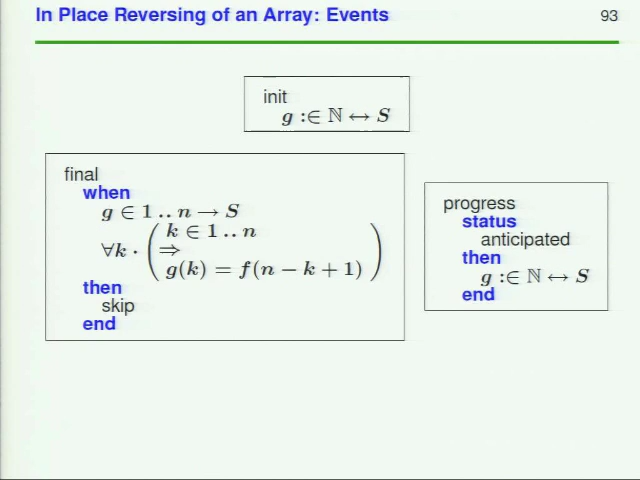 In Place Reversing of an Array: Events
93
init
g :∈ ℕ ↔ S
final
when
g ∈ 1 .. n → S
∀k · ( k ∈ 1 .. n
⇒
g(k) = f(n − k + 1) )
then
skip
end
progress
status
anticipated
then
g :∈ ℕ ↔ S
end